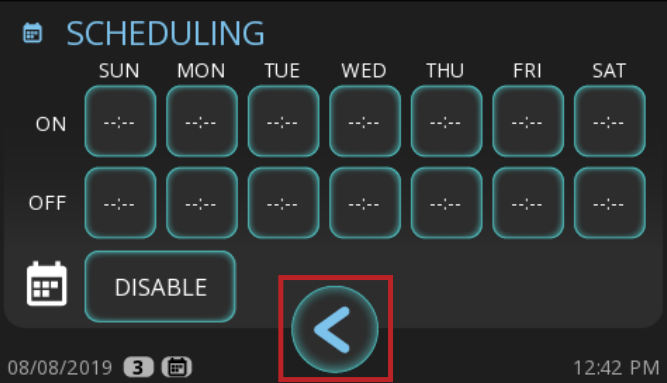 SCHEDULING
SUN MON TUE WED THU FRI SAT
ON --:-- --:-- --:-- --:-- --:-- --:-- --:--
OFF --:-- --:-- --:-- --:-- --:-- --:-- --:--
DISABLE
08/08/2019 3 12:42 PM